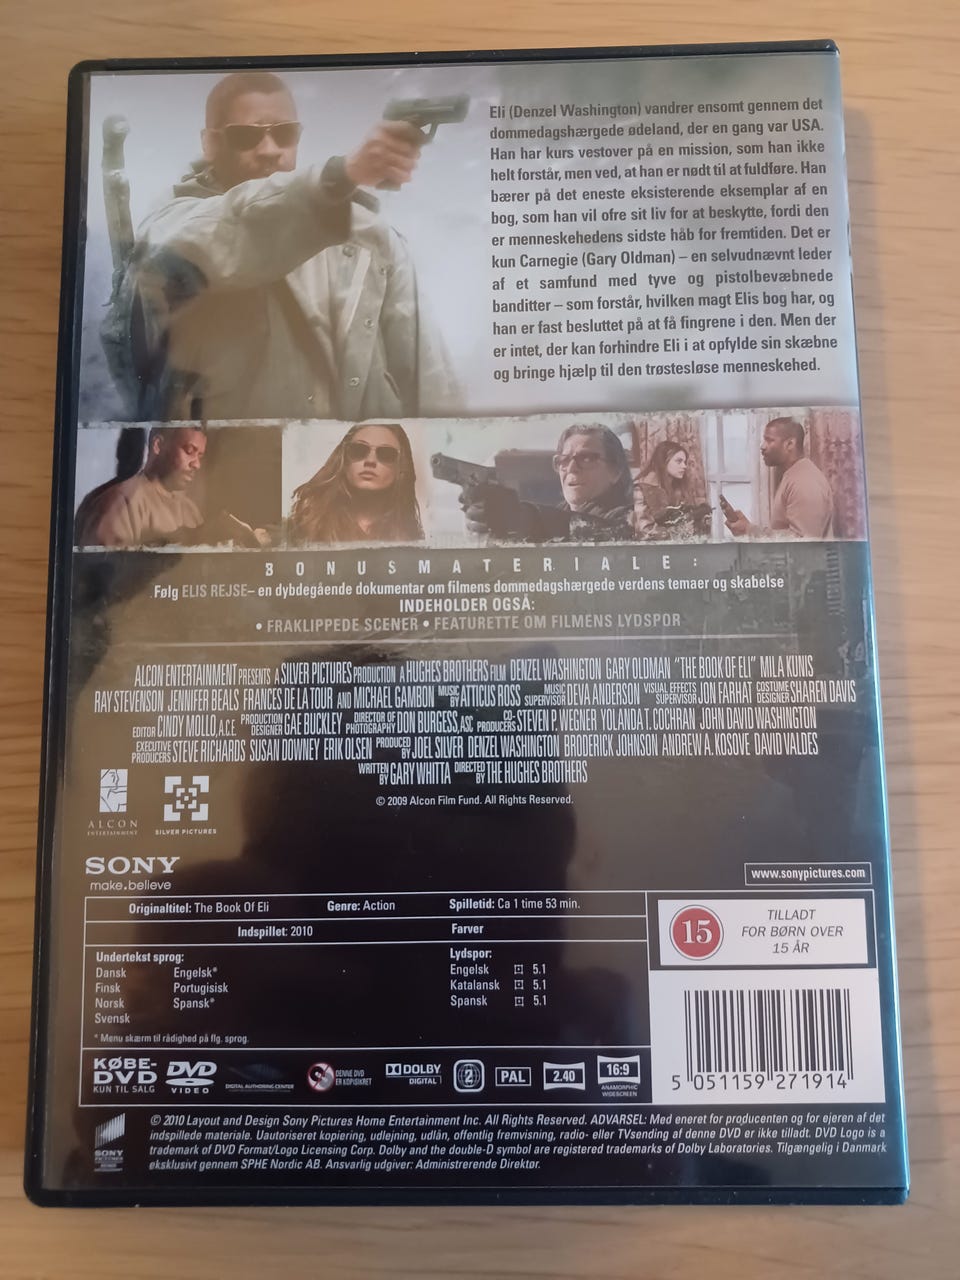 Eli (Denzel Washington) vandrer ensomt gennem det
dommedagshærgede ødeland, der en gang var USA.
Han har kurs vestover på en mission, som han ikke
helt forstår, men ved, at han er nødt til at fuldføre. Han
bærer på det eneste eksisterende eksemplar af en
bog, som han vil ofre sit liv for at beskytte, fordi den
er menneskehedens sidste håb for fremtiden. Det er
kun Carnegie (Gary Oldman) – en selvudnævnt leder
af et samfund med tyve og pistolbevæbnede
banditter – som forstår, hvilken magt Elis bog har, og
han er fast besluttet på at få fingrene i den. Men der
er intet, der kan forhindre Eli i at opfylde sin skæbne
og bringe hjælp til den trøstesløse menneskehed.
BONUSMATERIALE:
Følg ELIS REJSE– en dybdegående dokumentar om filmens dommedagshærgede verdens temaer og skabelse
INDEHOLDER OGSÅ:
• FRAKLIPPEDE SCENER • FEATURETTE OM FILMENS LYDSPOR
ALCON ENTERTAINMENT PRESENTS A SILVER PICTURES PRODUCTION A HUGHES BROTHERS FILM DENZEL WASHINGTON GARY OLDMAN "THE BOOK OF ELI" MILA KUNIS
RAY STEVENSON JENNIFER BEALS FRANCES DE LA TOUR AND MICHAEL GAMBON MUSIC BY ATTICUS ROSS MUSIC SUPERVISOR DEVA ANDERSON VISUAL EFFECTS SUPERVISOR JON FARHAT COSTUME DESIGNER SHAREN DAVIS
EDITOR CINDY MOLLO, A.C.E. PRODUCTION DESIGNER GAE BUCKLEY DIRECTOR OF PHOTOGRAPHY DON BURGESS, ASC CO-PRODUCERS STEVEN P. WEGNER YOLANDA T. COCHRAN JOHN DAVID WASHINGTON
EXECUTIVE PRODUCERS STEVE RICHARDS SUSAN DOWNEY ERIK OLSEN PRODUCED BY JOEL SILVER DENZEL WASHINGTON BRODERICK JOHNSON ANDREW A. KOSOVE DAVID VALDES
WRITTEN BY GARY WHITTA DIRECTED BY THE HUGHES BROTHERS
© 2009 Alcon Film Fund. All Rights Reserved.
ALCON
ENTERTAINMENT
SILVER PICTURES
SONY
make.believe
www.sonypictures.com
Originaltitel: The Book Of Eli Genre: Action Spilletid: Ca 1 time 53 min.
Indspillet: 2010 Farver
Undertekst sprog:
Dansk Engelsk*
Finsk Portugisisk
Norsk Spansk*
Svensk
* Menu skærm til rådighed på flg. sprog.
Lydspor:
Engelsk 5.1
Katalansk 5.1
Spansk 5.1
15
TILLADT
FOR BØRN OVER
15 ÅR
5 051159 271914
KØBE-
DVD
KUN TIL SALG
DVD
VIDEO
DIGITAL AUTHORING CENTER
DENNE DVD
ER KOPISIKRET
DOLBY
DIGITAL
2
PAL
2.40
16:9
ANAMORPHIC
WIDESCREEN
SONY
PICTURES
© 2010 Layout and Design Sony Pictures Home Entertainment Inc. All Rights Reserved. ADVARSEL: Med eneret for producenten og for ejeren af det
indspillede materiale. Uautoriseret kopiering, udlejning, udlån, offentlig fremvisning, radio- eller TVsending af denne DVD er ikke tilladt. DVD Logo is a
trademark of DVD Format/Logo Licensing Corp. Dolby and the double-D symbol are registered trademarks of Dolby Laboratories. Tilgængelig i Danmark
eksklusivt gennem SPHE Nordic AB. Ansvarlig udgiver: Administrerende Direktør.